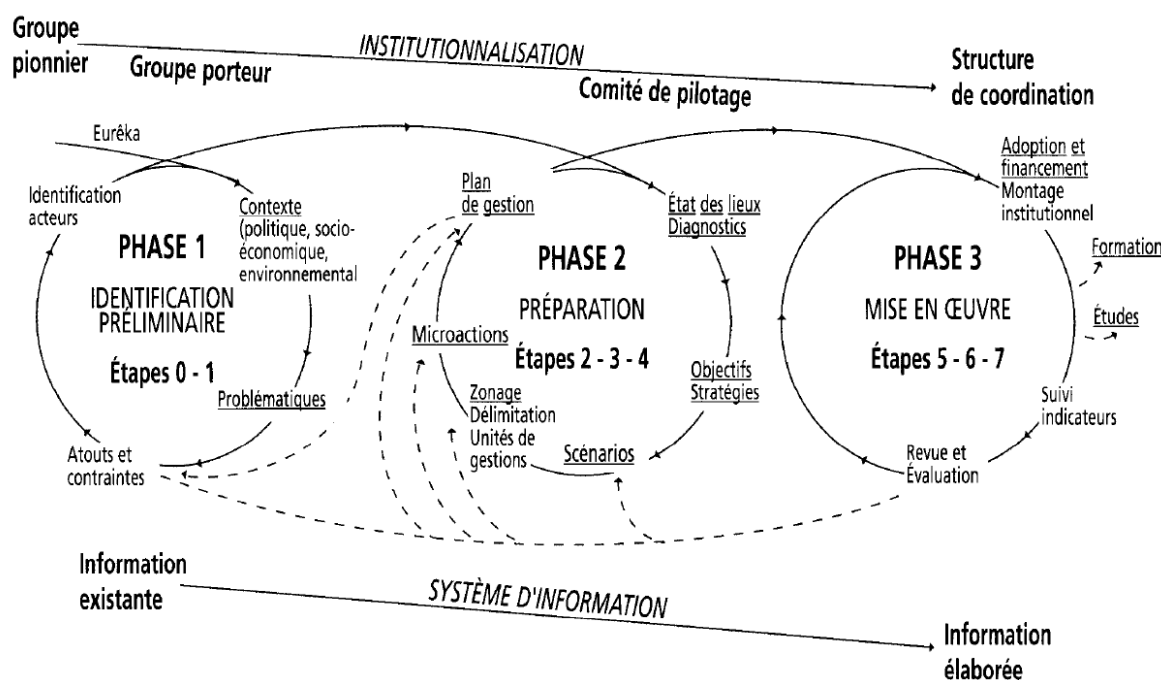 Groupe
pionnier
INSTITUTIONNALISATION
Groupe porteur
Comité de pilotage
Structure
de coordination
Eurêka
Identification
acteurs
Contexte
(politique, socio-
économique,
environnemental
PHASE 1
IDENTIFICATION
PRÉLIMINAIRE
Étapes 0 - 1
Problématiques
Atouts et
contraintes
Plan
de gestion
État des lieux
Diagnostics
PHASE 2
PRÉPARATION
Étapes 2 - 3 - 4
Microactions
Objectifs
Stratégies
Zonage
Délimitation
Unités de
gestions
Scénarios
Adoption et
financement
Montage
institutionnel
PHASE 3
MISE EN ŒUVRE
Étapes 5 - 6 - 7
Formation
Études
Suivi
indicateurs
Revue et
Évaluation
Information
existante
SYSTÈME D'INFORMATION
Information
élaborée